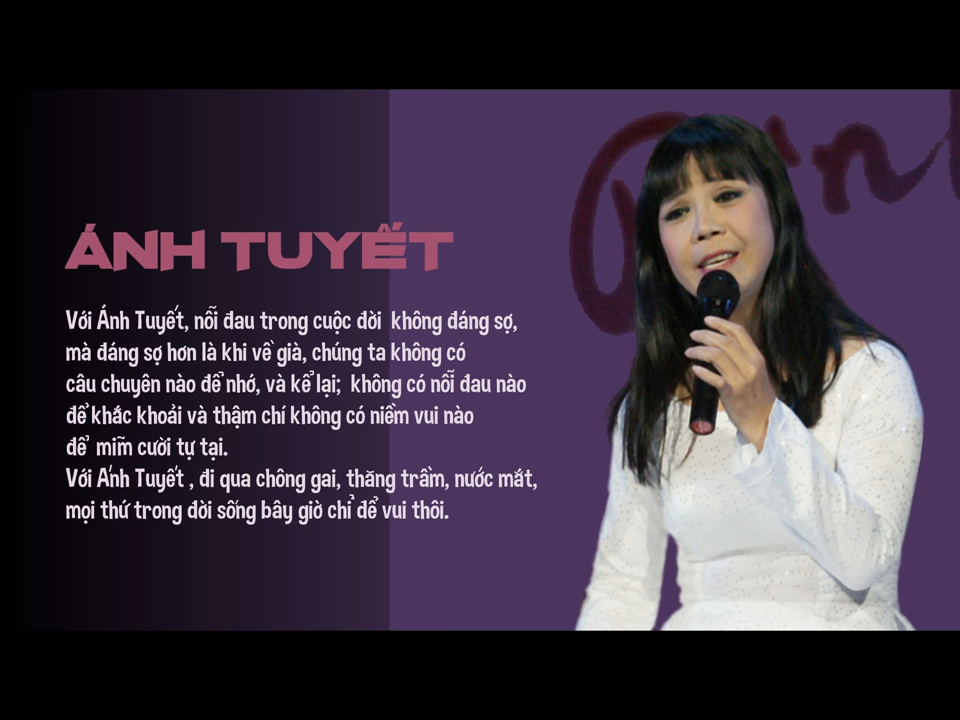 ÁNH TUYẾT
Với Ánh Tuyết, nỗi đau trong cuộc đời không đáng sợ,
mà đáng sợ hơn là khi về già, chúng ta không có
câu chuyện nào để nhớ, và kể lại; không có nỗi đau nào
để khắc khoải và thậm chí không có niềm vui nào
để mỉm cười tự tại.
Với Ánh Tuyết , đi qua chông gai, thăng trầm, nước mắt,
mọi thứ trong đời sống bây giờ chỉ để vui thôi.